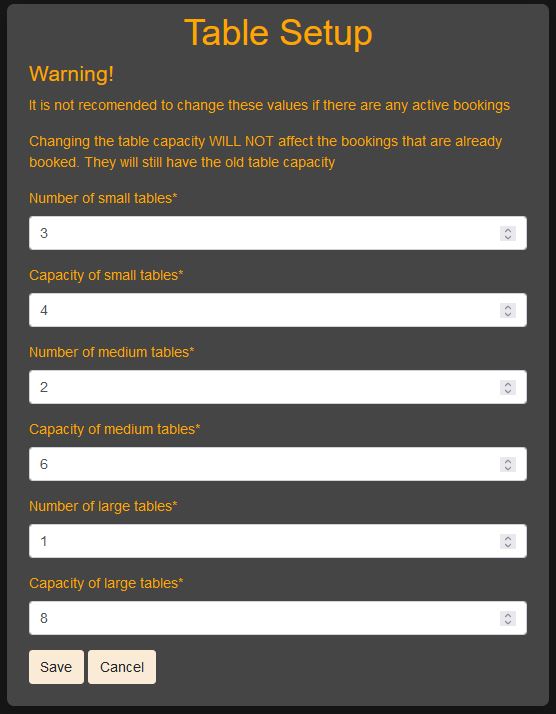 Table Setup
Warning!
It is not recomended to change these values if there are any active bookings
Changing the table capacity WILL NOT affect the bookings that are already
booked. They will still have the old table capacity
Number of small tables*
3
Capacity of small tables*
4
Number of medium tables*
2
Capacity of medium tables*
6
Number of large tables*
1
Capacity of large tables*
8
Save Cancel